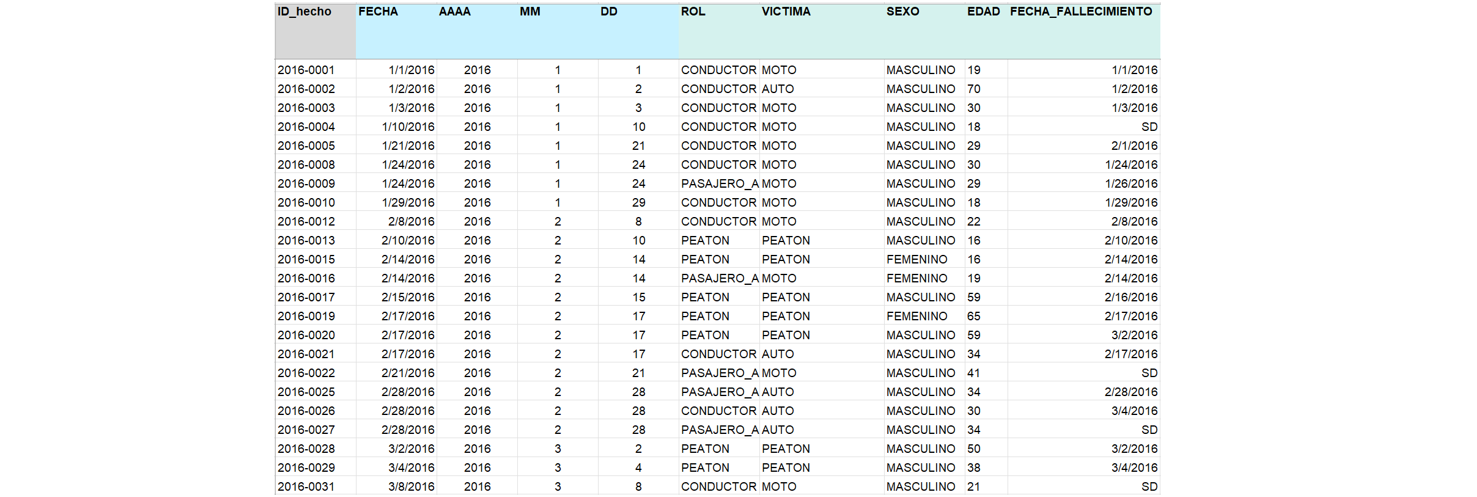 ID_hecho FECHA AAAA MM DD ROL VICTIMA SEXO EDAD FECHA_FALLECIMIENTO
2016-0001 1/1/2016 2016 1 1 CONDUCTOR MOTO MASCULINO 19 1/1/2016
2016-0002 1/2/2016 2016 1 2 CONDUCTOR AUTO MASCULINO 70 1/2/2016
2016-0003 1/3/2016 2016 1 3 CONDUCTOR MOTO MASCULINO 30 1/3/2016
2016-0004 1/10/2016 2016 1 10 CONDUCTOR MOTO MASCULINO 18 SD
2016-0005 1/21/2016 2016 1 21 CONDUCTOR MOTO MASCULINO 29 2/1/2016
2016-0008 1/24/2016 2016 1 24 CONDUCTOR MOTO MASCULINO 30 1/24/2016
2016-0009 1/24/2016 2016 1 24 PASAJERO_A MOTO MASCULINO 29 1/26/2016
2016-0010 1/29/2016 2016 1 29 CONDUCTOR MOTO MASCULINO 18 1/29/2016
2016-0012 2/8/2016 2016 2 8 CONDUCTOR MOTO MASCULINO 22 2/8/2016
2016-0013 2/10/2016 2016 2 10 PEATON PEATON MASCULINO 16 2/10/2016
2016-0015 2/14/2016 2016 2 14 PEATON PEATON FEMENINO 16 2/14/2016
2016-0016 2/14/2016 2016 2 14 PASAJERO_A MOTO FEMENINO 19 2/14/2016
2016-0017 2/15/2016 2016 2 15 PEATON PEATON MASCULINO 59 2/16/2016
2016-0019 2/17/2016 2016 2 17 PEATON PEATON FEMENINO 65 2/17/2016
2016-0020 2/17/2016 2016 2 17 PEATON PEATON MASCULINO 59 3/2/2016
2016-0021 2/17/2016 2016 2 17 CONDUCTOR AUTO MASCULINO 34 2/17/2016
2016-0022 2/21/2016 2016 2 21 PASAJERO_A MOTO MASCULINO 41 SD
2016-0025 2/28/2016 2016 2 28 PASAJERO_A AUTO MASCULINO 34 2/28/2016
2016-0026 2/28/2016 2016 2 28 CONDUCTOR AUTO MASCULINO 30 3/4/2016
2016-0027 2/28/2016 2016 2 28 PASAJERO_A AUTO MASCULINO 34 SD
2016-0028 3/2/2016 2016 3 2 PEATON PEATON MASCULINO 50 3/2/2016
2016-0029 3/4/2016 2016 3 4 PEATON PEATON MASCULINO 38 3/4/2016
2016-0031 3/8/2016 2016 3 8 CONDUCTOR MOTO MASCULINO 21 SD